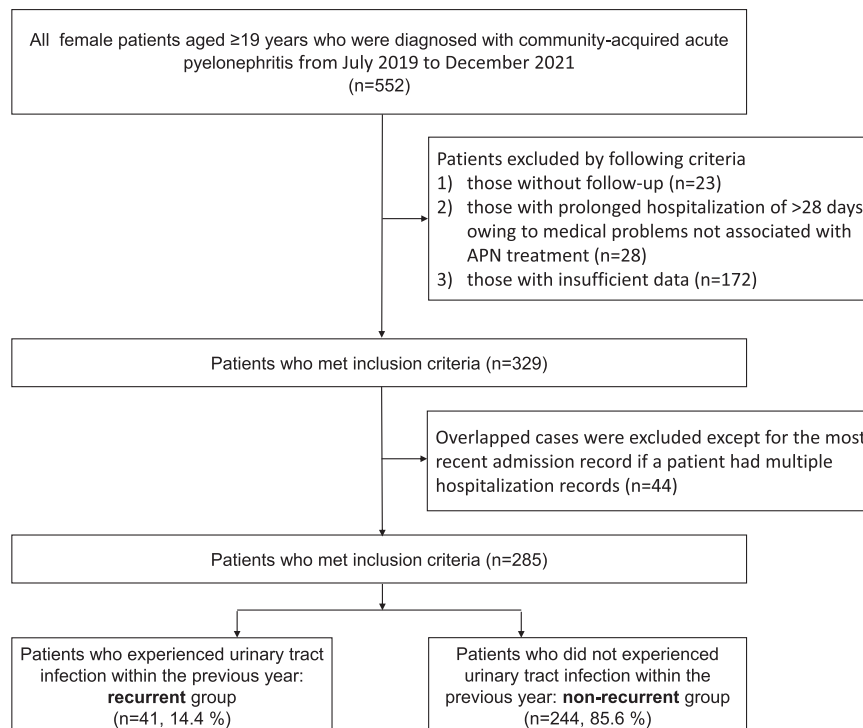 All female patients aged ≥19 years who were diagnosed with community-acquired acute
pyelonephritis from July 2019 to December 2021
(n=552)
Patients excluded by following criteria
1) those without follow-up (n=23)
2) those with prolonged hospitalization of >28 days
owing to medical problems not associated with
APN treatment (n=28)
3) those with insufficient data (n=172)
Patients who met inclusion criteria (n=329)
Overlapped cases were excluded except for the most
recent admission record if a patient had multiple
hospitalization records (n=44)
Patients who met inclusion criteria (n=285)
Patients who experienced urinary tract
infection within the previous year:
recurrent group
(n=41, 14.4 %)
Patients who did not experienced
urinary tract infection within the
previous year: non-recurrent group
(n=244, 85.6 %)